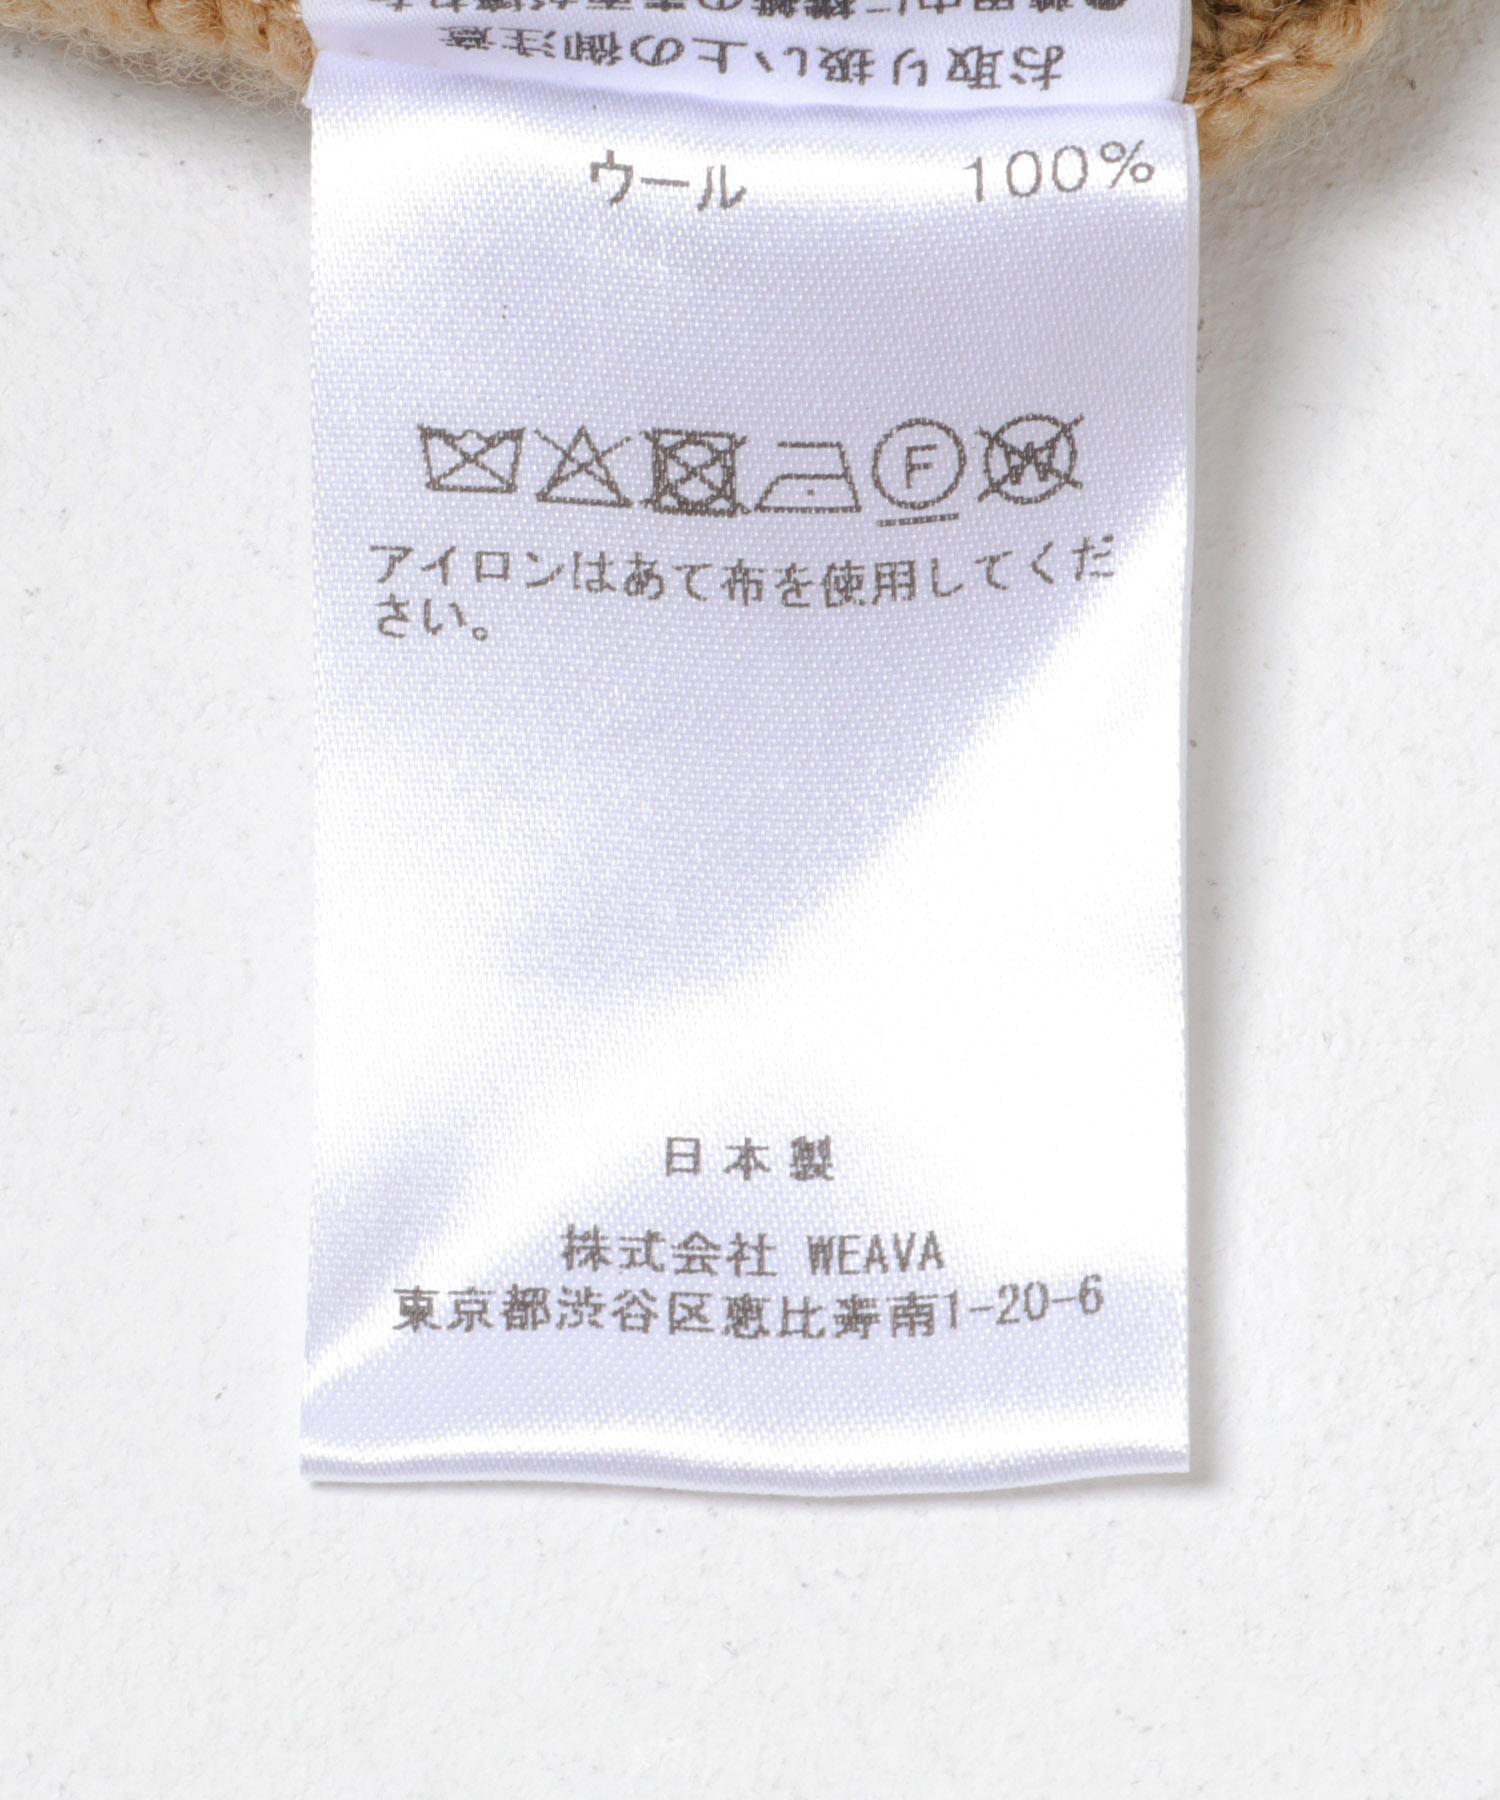 お取り扱い上の御注意
ウール 100%
F
W
アイロンはあて布を使用してくだ
さい。
日本製
株式会社 WEAVA
東京都渋谷区恵比寿南1-20-6